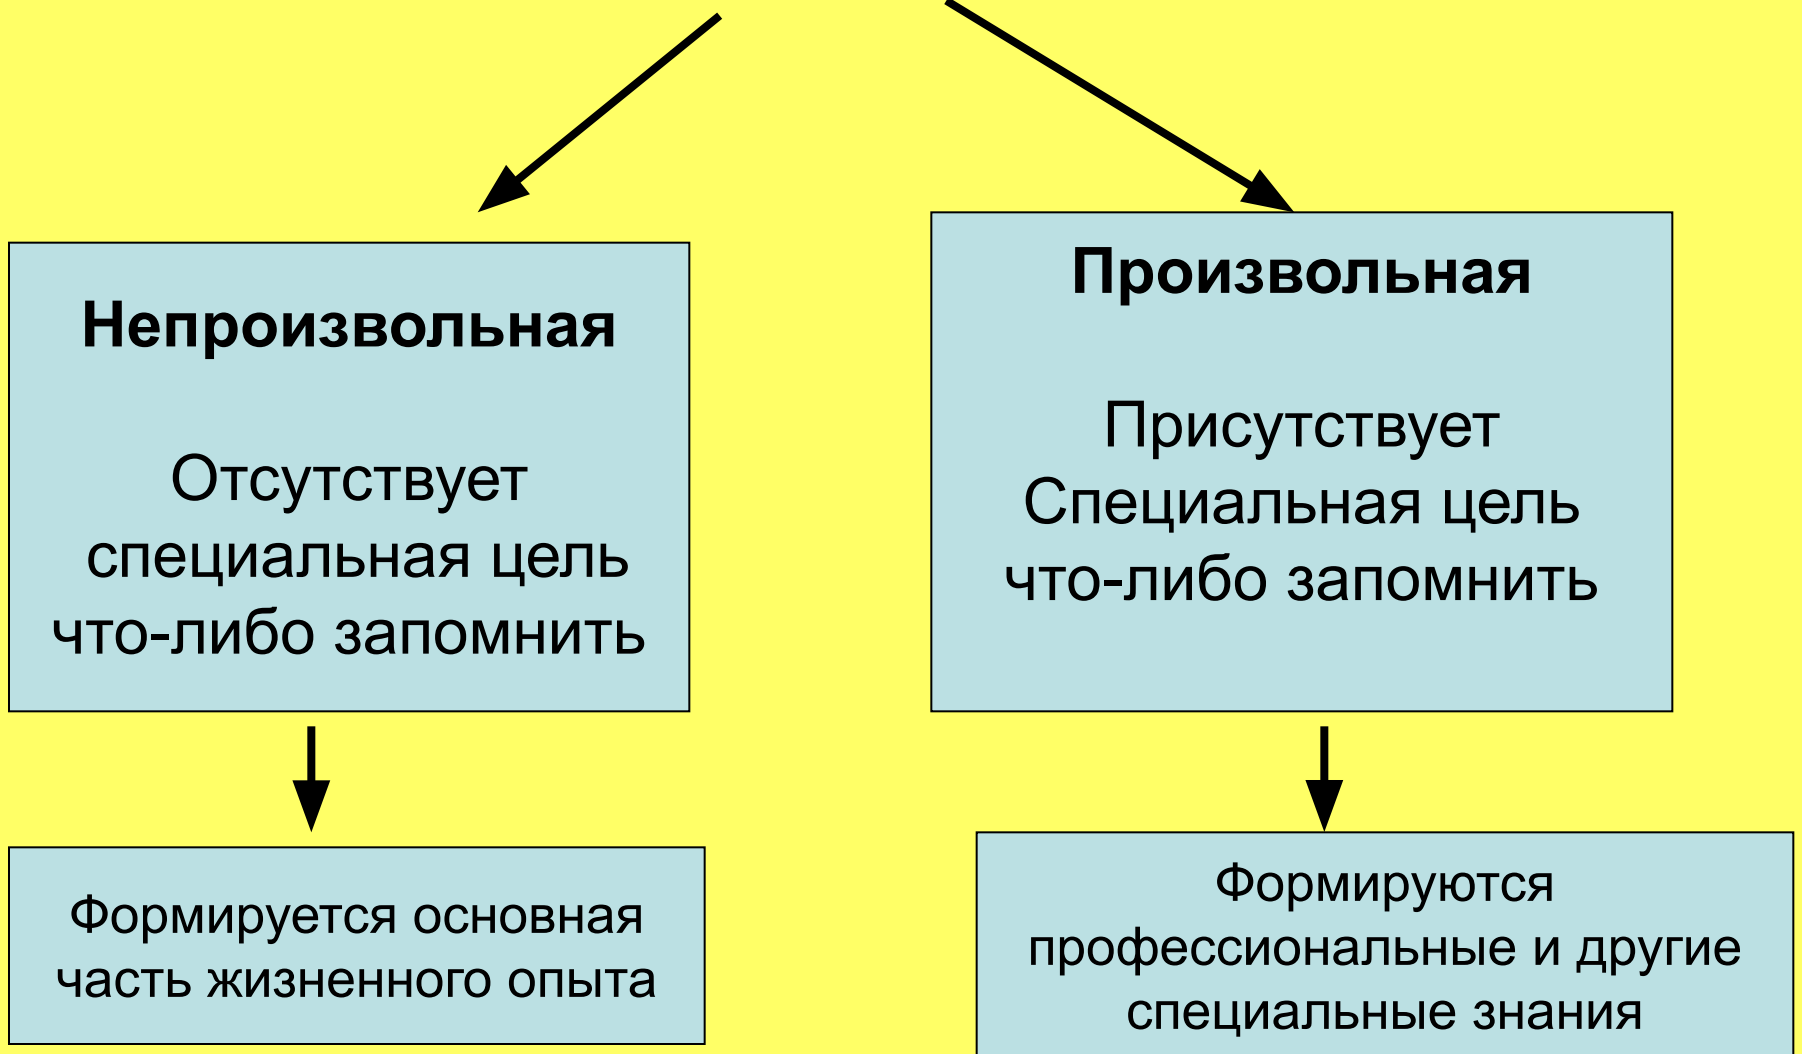 Непроизвольная
Отсутствует
специальная цель
что-либо запомнить
Произвольная
Присутствует
Специальная цель
что-либо запомнить
Формируется основная
часть жизненного опыта
Формируются
профессиональные и другие
специальные знания